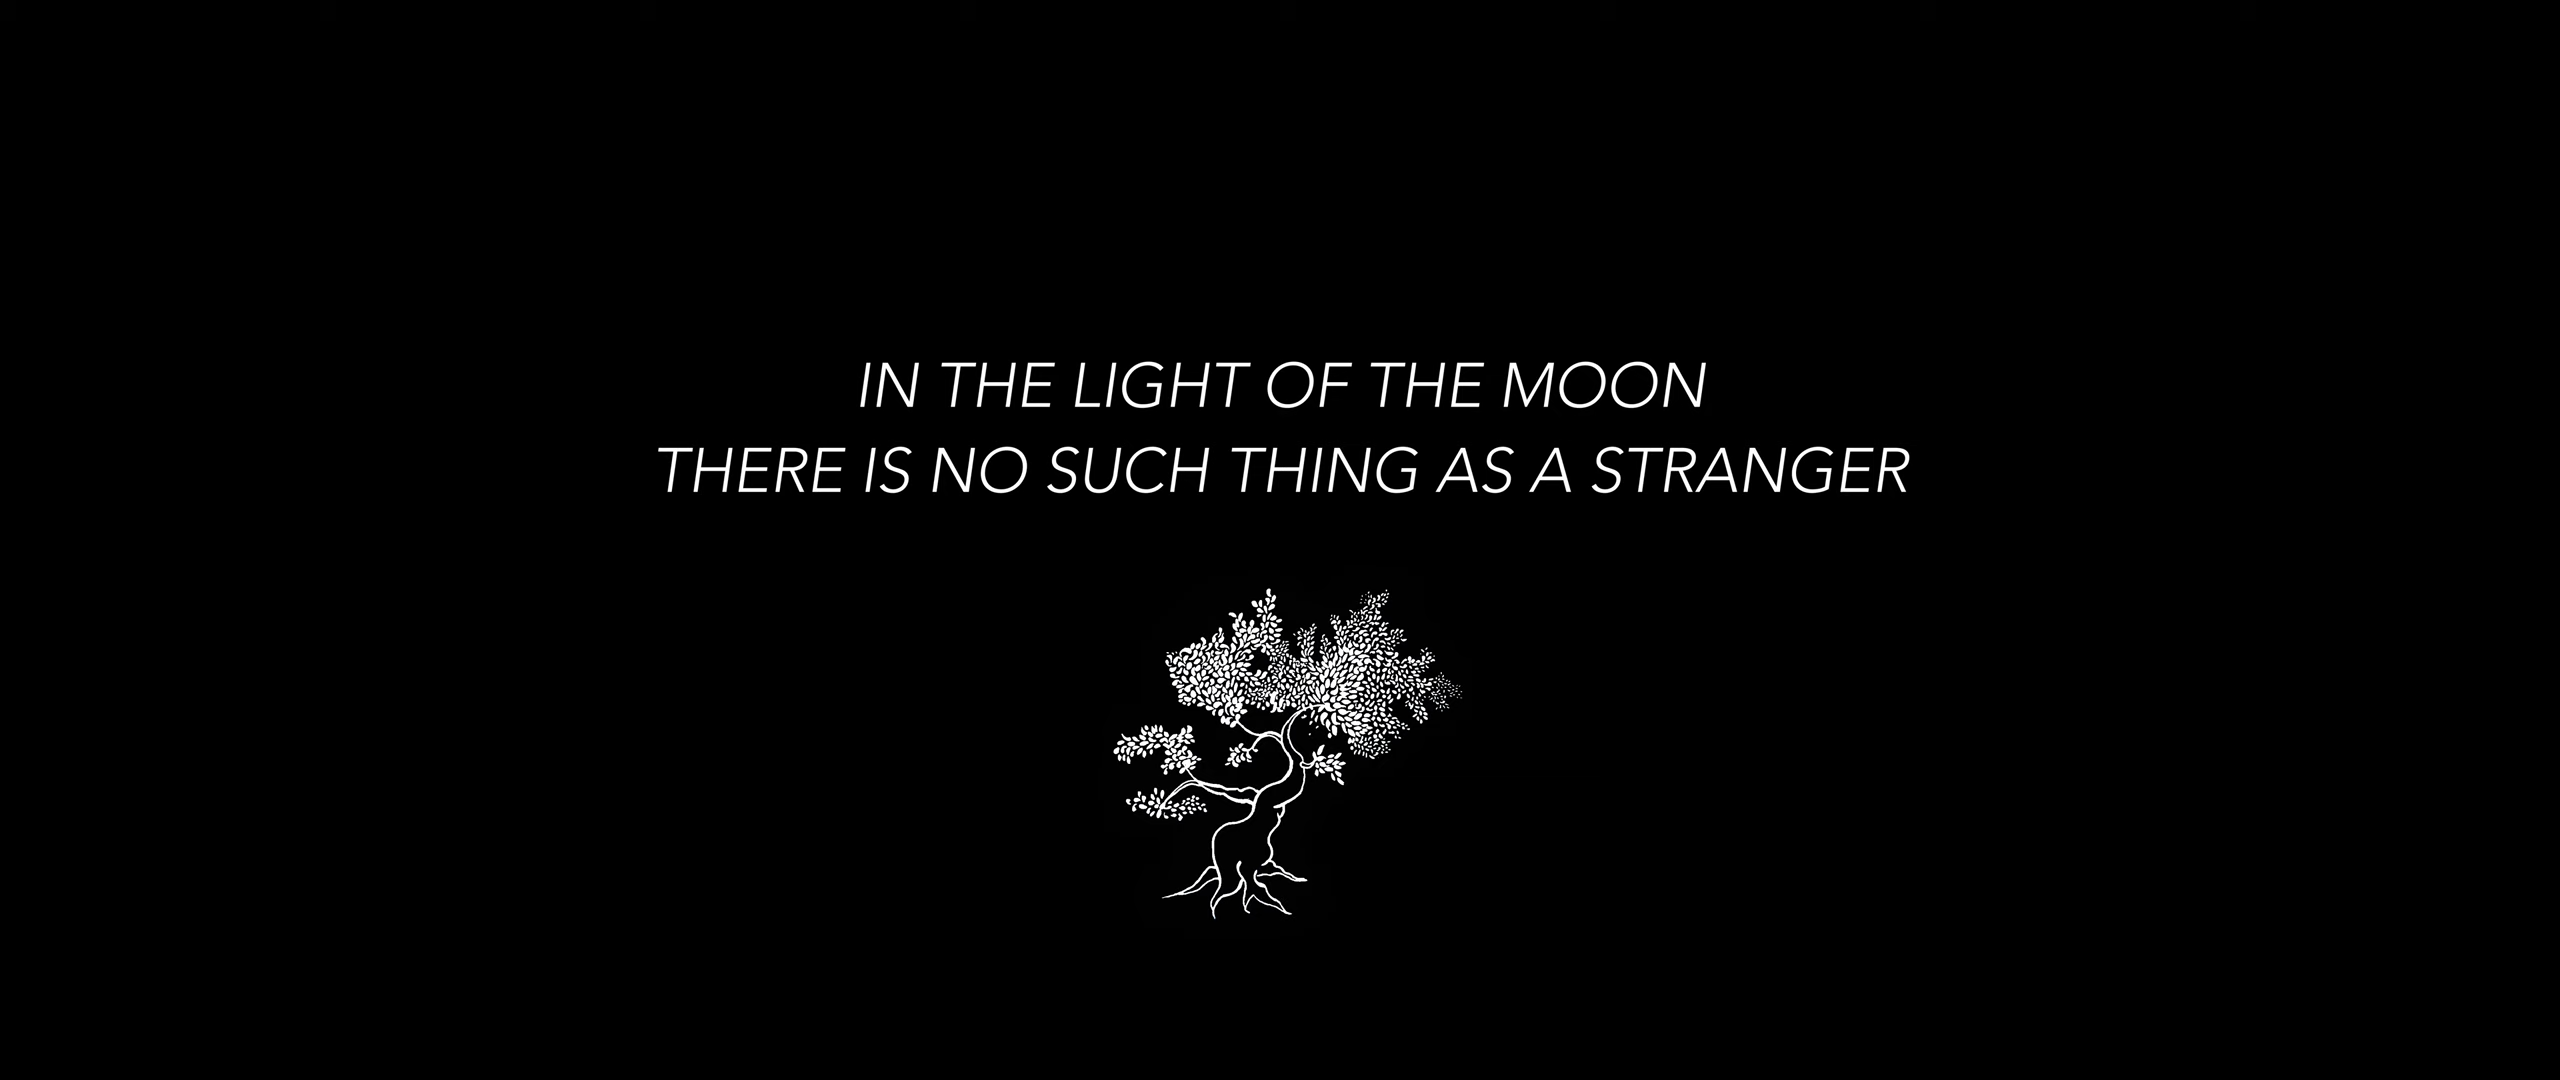 IN THE LIGHT OF THE MOON
THERE IS NO SUCH THING AS A STRANGER